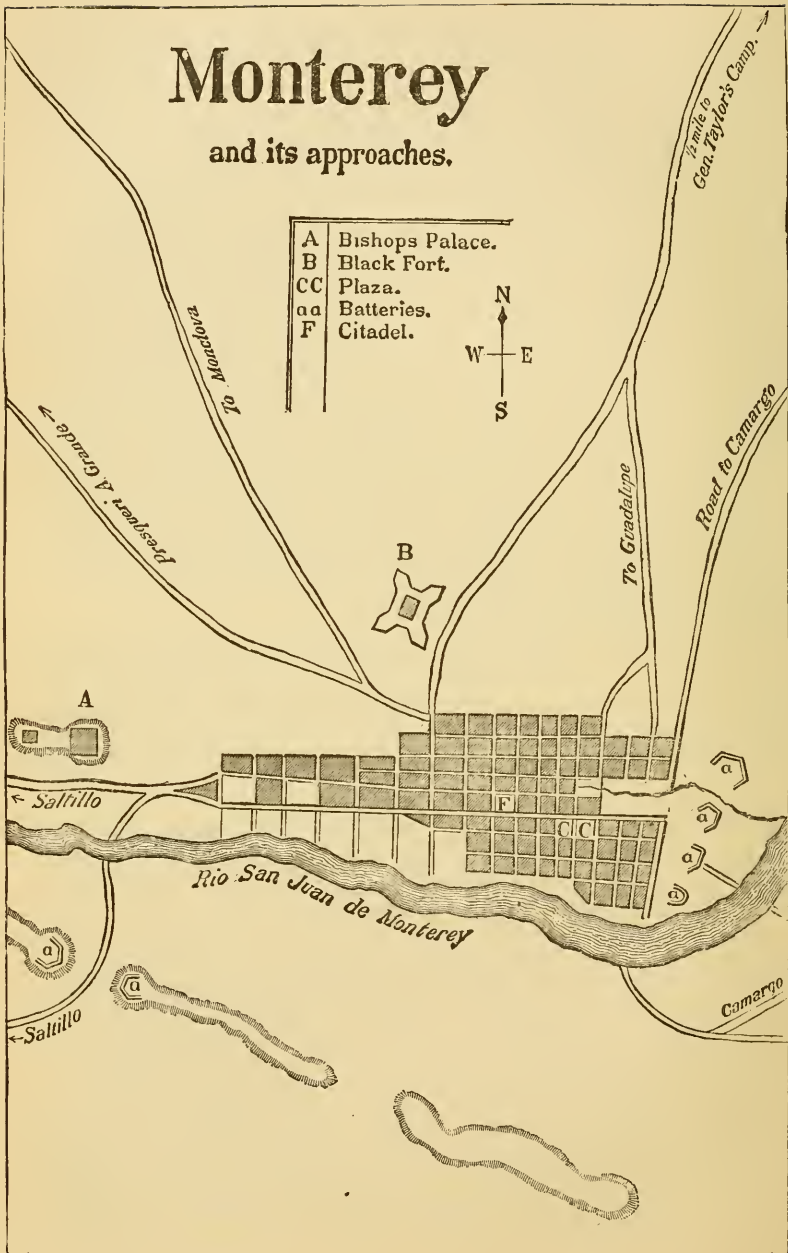 Monterey
and its approaches.
½ mile to
Gen. Taylor's Camp.
A Bishops Palace.
B Black Fort.
CC Plaza.
aa Batteries.
F Citadel.
N
W E
S
To Monclova
Presqueri A Grande
To Guadalupe
Road to Camargo
B
A
a
← Saltillo
F
a
C C
a
Rio San Juan de Monterey
a
a
a
Camargo
← Saltillo